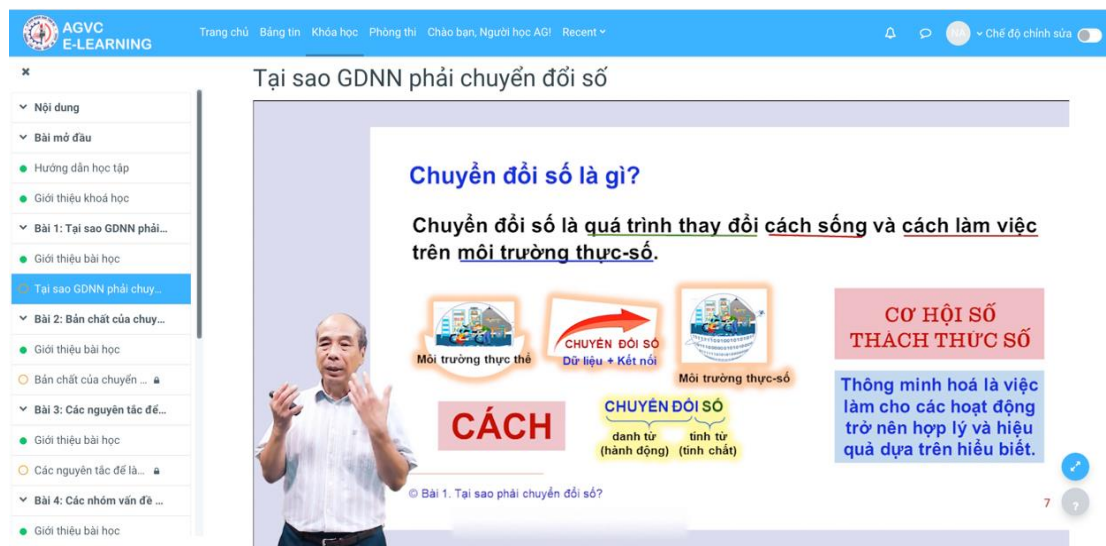 AGVC
E-LEARNING
Trang chủ Bảng tin Khóa học Phòng thi Chào bạn, Người học AG! Recent
NA
Chế độ chỉnh sửa
Nội dung
Bài mở đầu
Hướng dẫn học tập
Giới thiệu khoá học
Bài 1: Tại sao GDNN phải...
Giới thiệu bài học
Tại sao GDNN phải chuy...
Bài 2: Bản chất của chuy...
Giới thiệu bài học
Bản chất của chuyển ...
Bài 3: Các nguyên tắc để...
Giới thiệu bài học
Các nguyên tắc để là...
Bài 4: Các nhóm vấn đề ...
Giới thiệu bài học
Tại sao GDNN phải chuyển đổi số
Chuyển đổi số là gì?
Chuyển đổi số là quá trình thay đổi cách sống và cách làm việc
trên môi trường thực-số.
Môi trường thực thể
CHUYỂN ĐỔI SỐ
Dữ liệu + Kết nối
Môi trường thực-số
CƠ HỘI SỐ
THÁCH THỨC SỐ
CÁCH
CHUYỂN ĐỔI SỐ
danh từ
(hành động)
tính từ
(tính chất)
Thông minh hoá là việc
làm cho các hoạt động
trở nên hợp lý và hiệu
quả dựa trên hiểu biết.
© Bài 1. Tại sao phải chuyển đổi số?
7
?